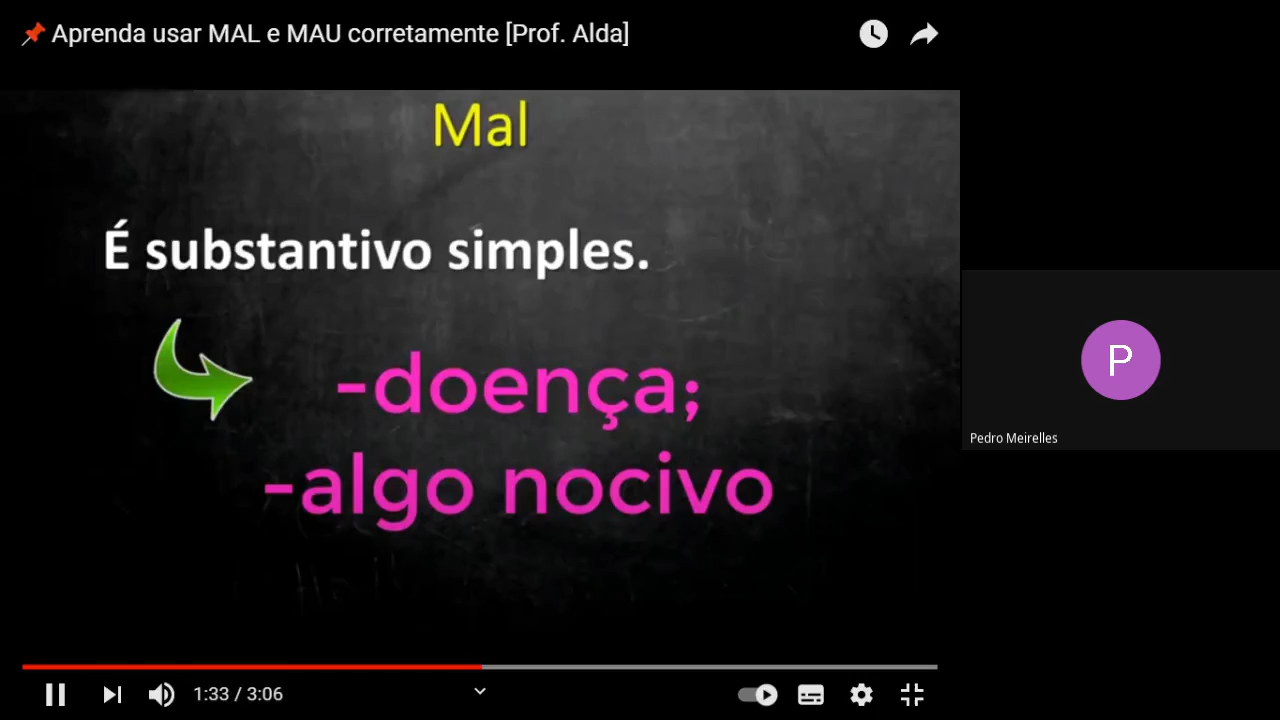 📌 Aprenda usar MAL e MAU corretamente [Prof. Alda]
Mal
É substantivo simples.
-doença;
-algo nocivo
P
Pedro Meirelles
1:33 / 3:06